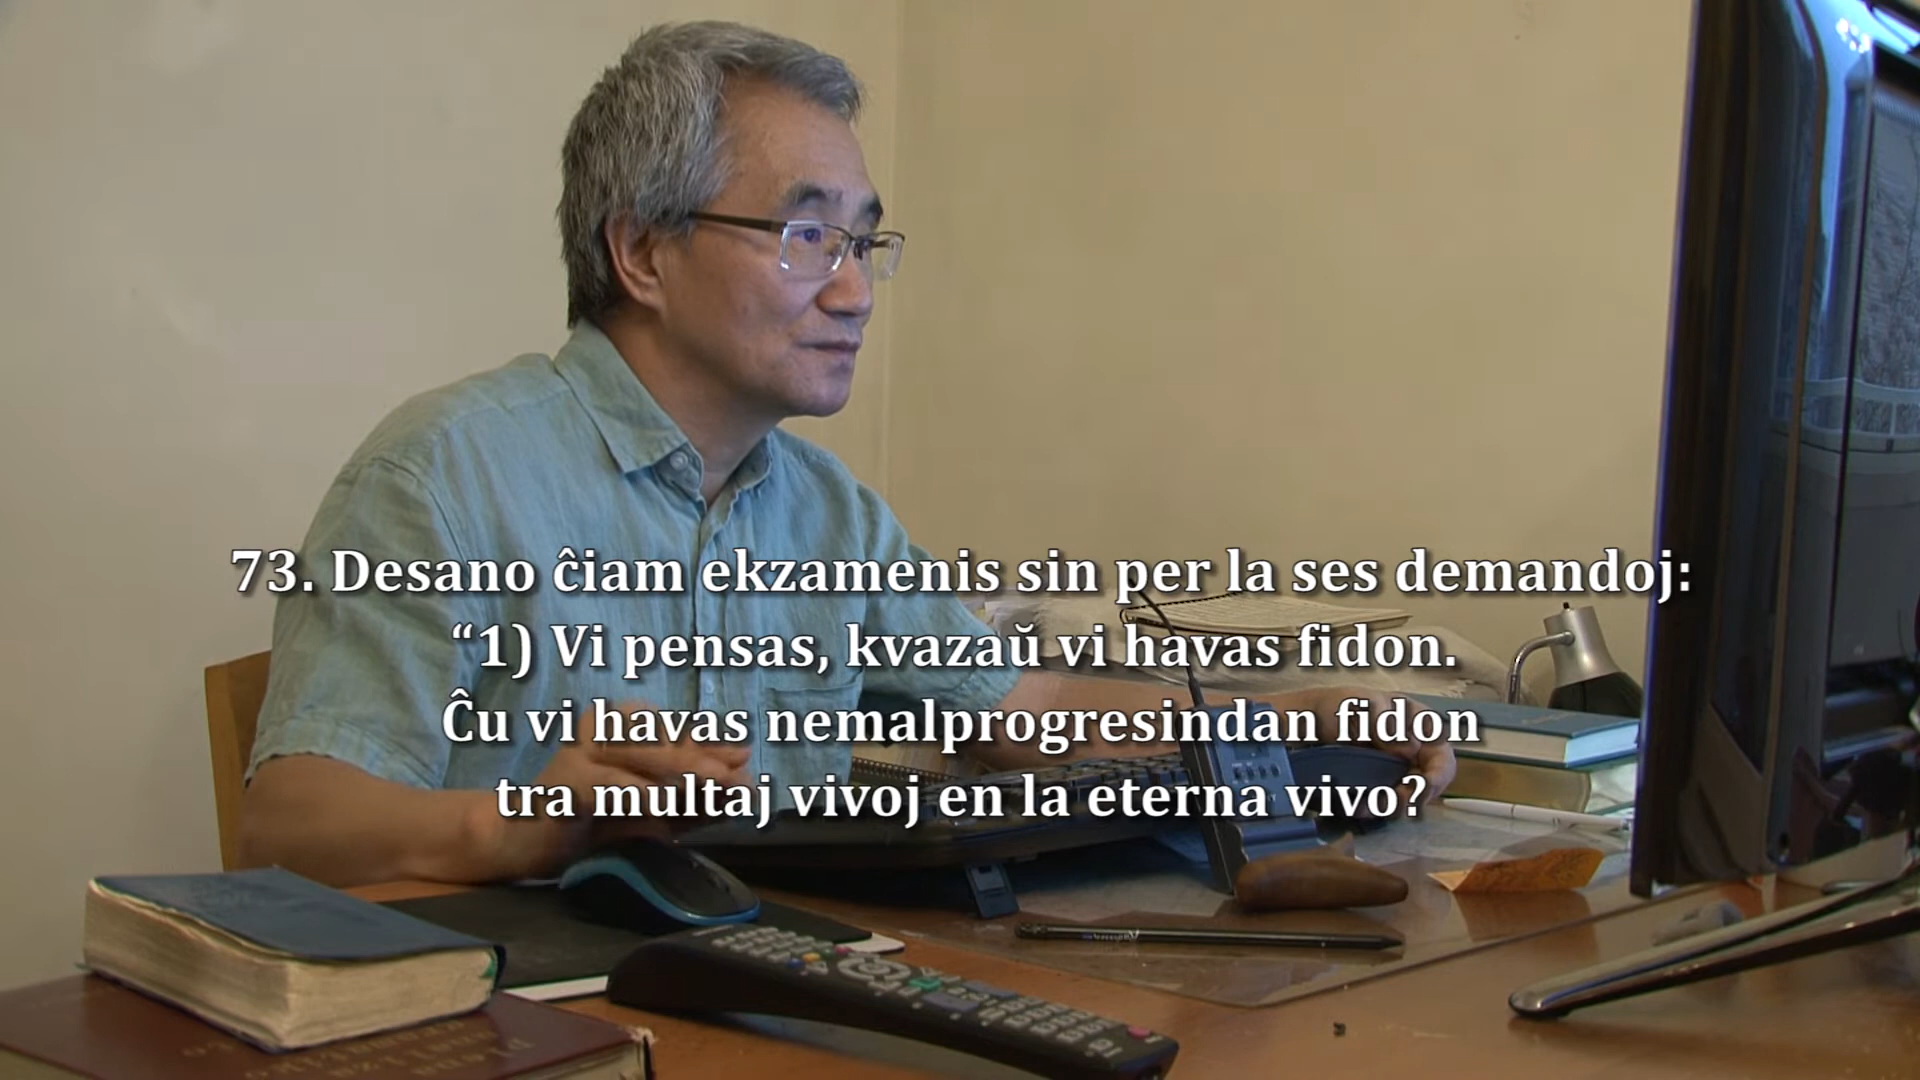 73. Desano ĉiam ekzamenis sin per la ses demandoj:
“1) Vi pensas, kvazaŭ vi havas fidon.
Ĉu vi havas nemalprogresindan fidon
tra multaj vivoj en la eterna vivo?